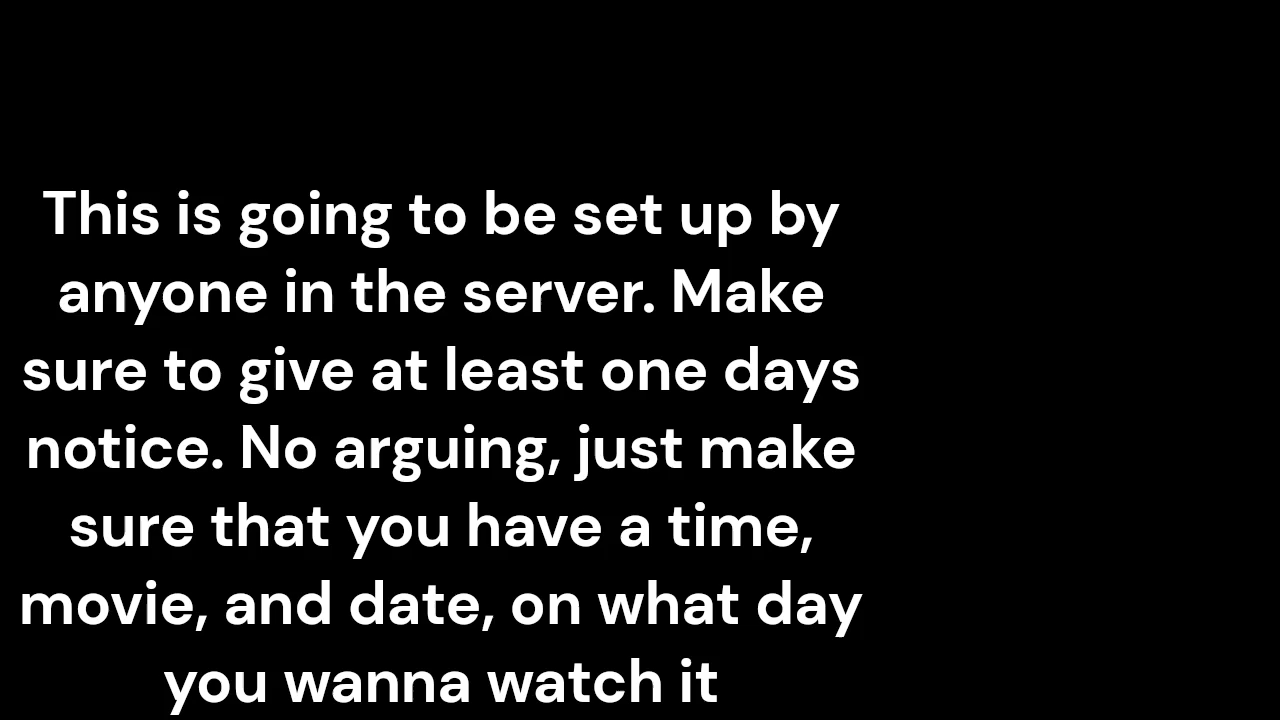 This is going to be set up by
anyone in the server. Make
sure to give at least one days
notice. No arguing, just make
sure that you have a time,
movie, and date, on what day
you wanna watch it